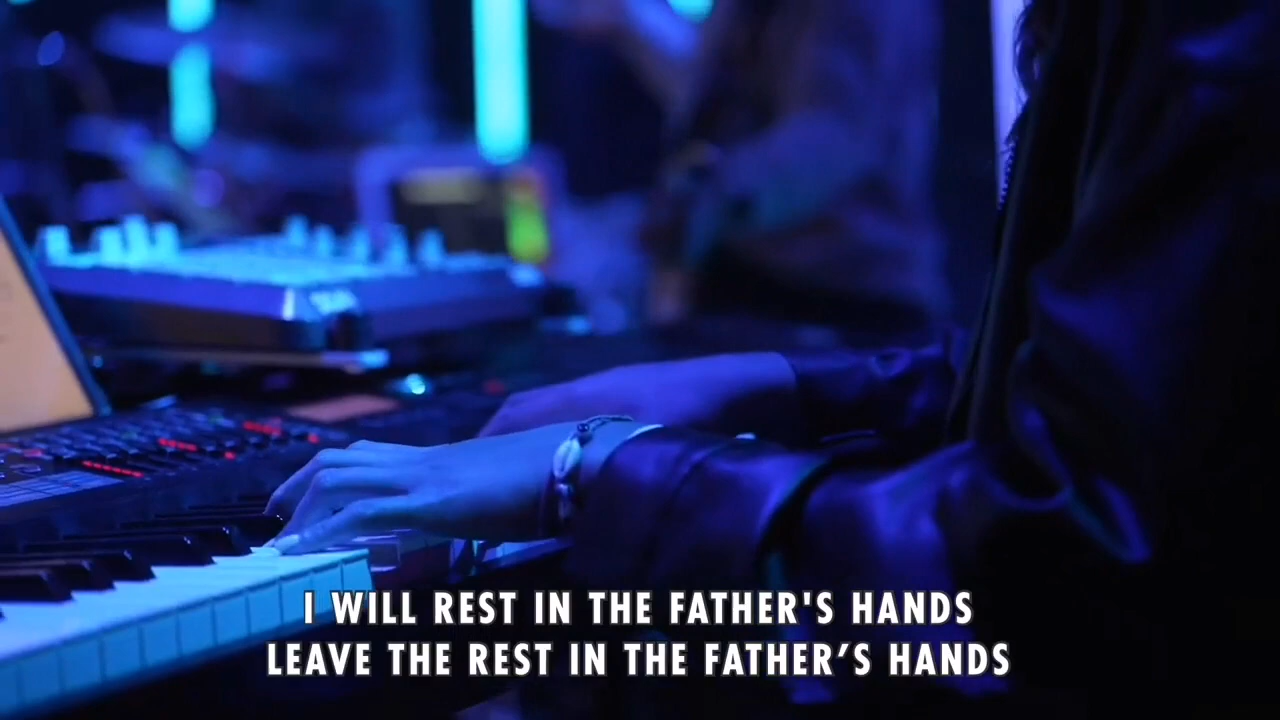 I WILL REST IN THE FATHER'S HANDS
LEAVE THE REST IN THE FATHER’S HANDS